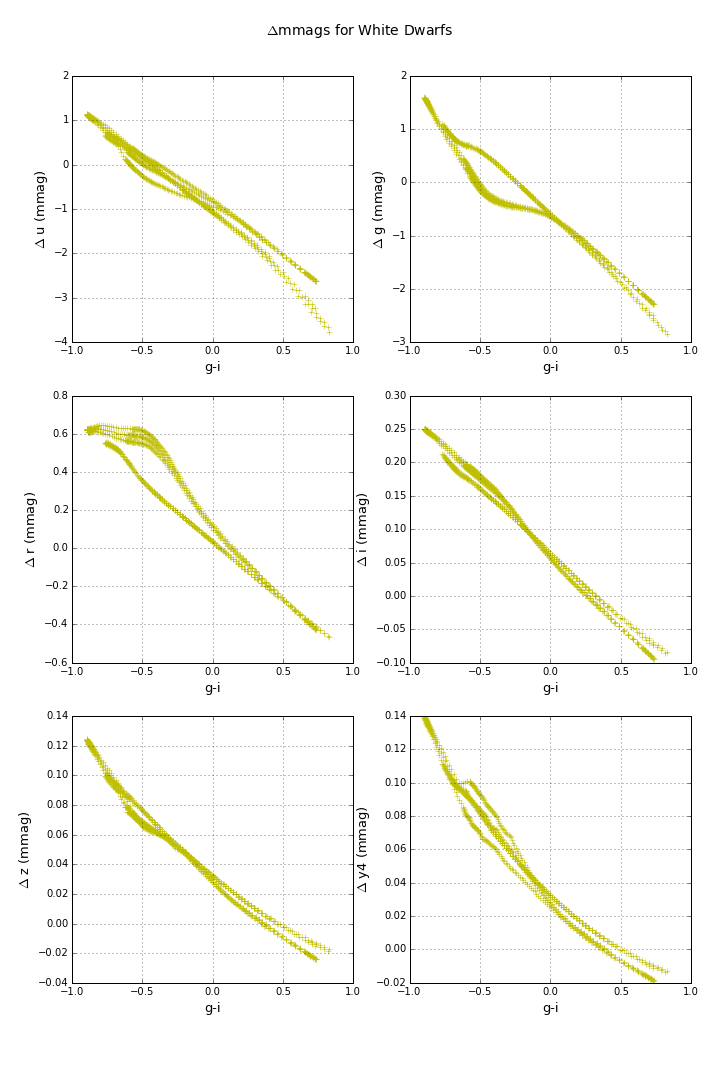 Δmmags for White Dwarfs
2
1
0
−1
−2
−3
−4
Δ u (mmag)
−1.0 −0.5 0.0 0.5 1.0
g-i
2
1
0
−1
−2
−3
Δ g (mmag)
−1.0 −0.5 0.0 0.5 1.0
g-i
0.8
0.6
0.4
0.2
0.0
−0.2
−0.4
−0.6
Δ r (mmag)
−1.0 −0.5 0.0 0.5 1.0
g-i
0.30
0.25
0.20
0.15
0.10
0.05
0.00
−0.05
−0.10
Δ i (mmag)
−1.0 −0.5 0.0 0.5 1.0
g-i
0.14
0.12
0.10
0.08
0.06
0.04
0.02
0.00
−0.02
−0.04
Δ z (mmag)
−1.0 −0.5 0.0 0.5 1.0
g-i
0.14
0.12
0.10
0.08
0.06
0.04
0.02
0.00
−0.02
Δ y4 (mmag)
−1.0 −0.5 0.0 0.5 1.0
g-i